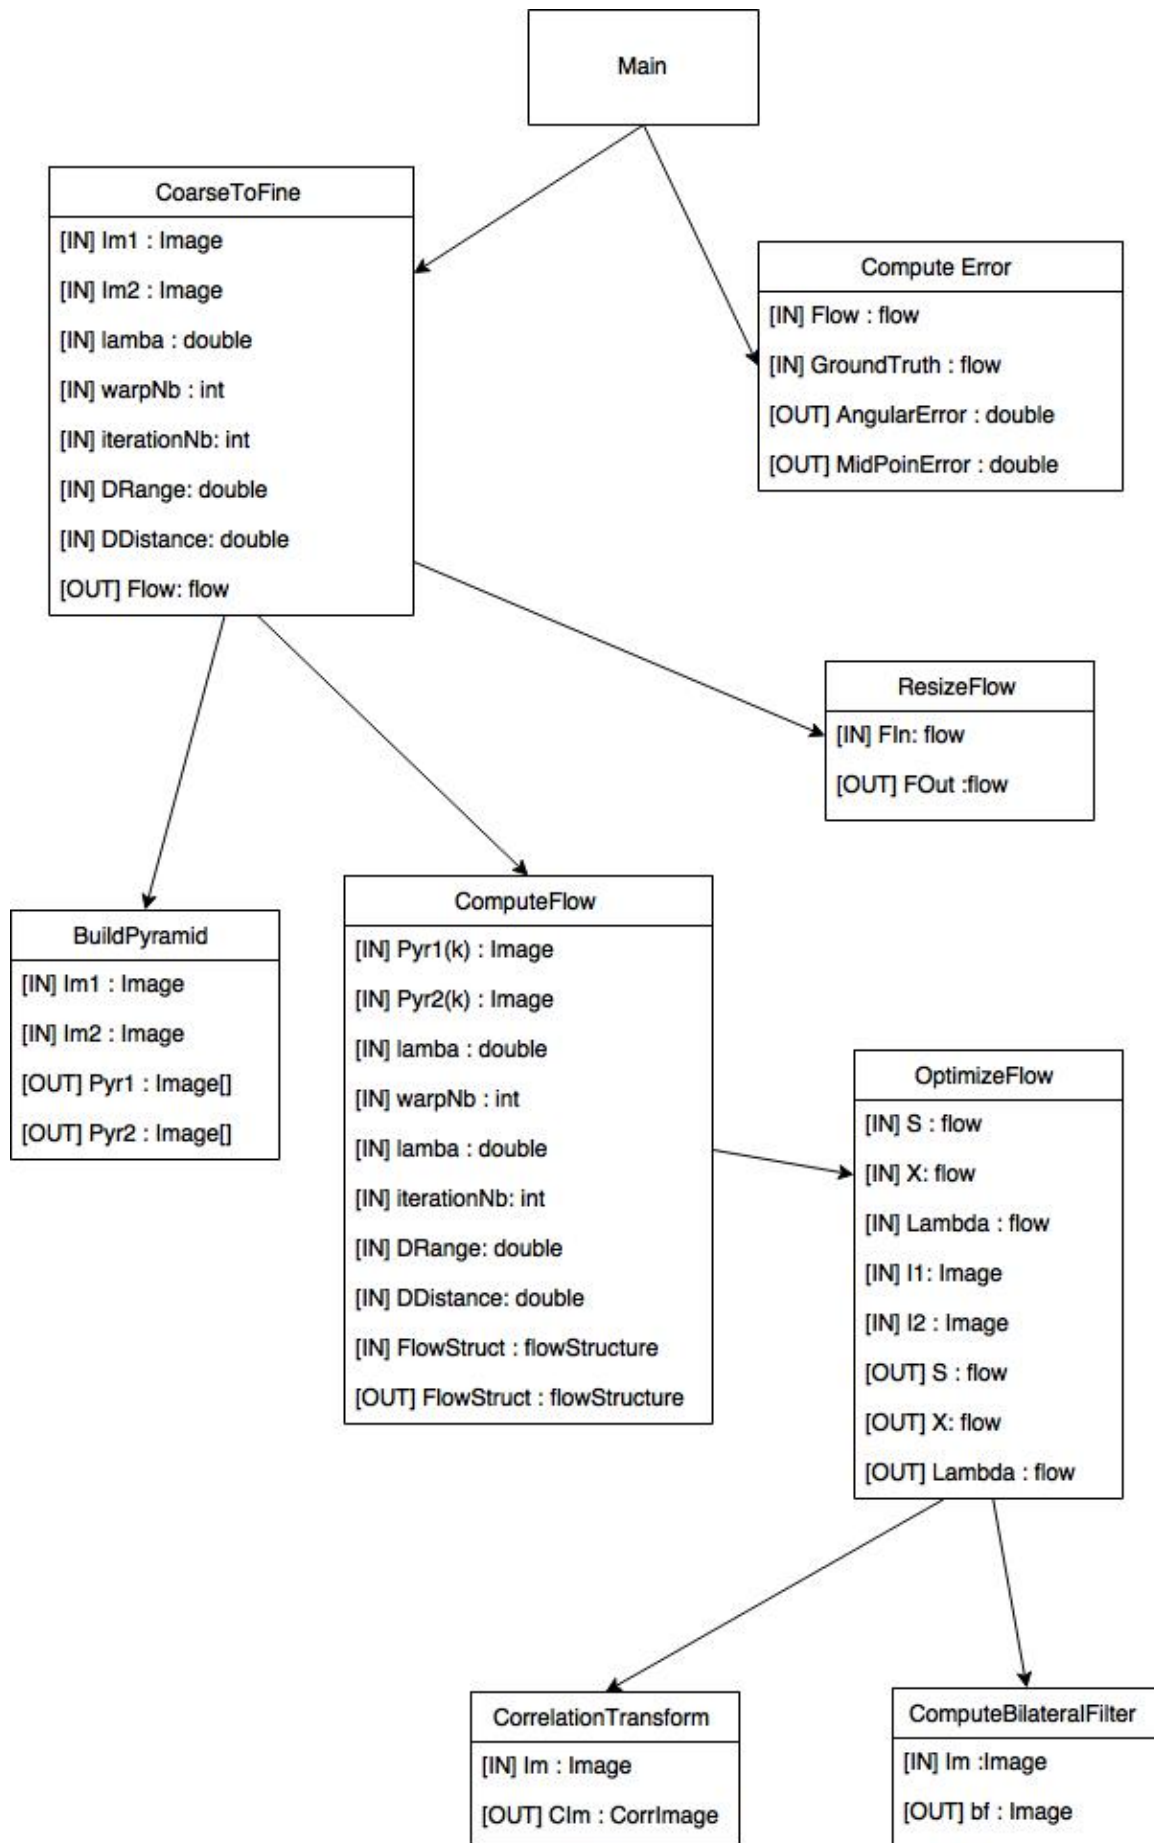 Main
CoarseToFine
[IN] Im1 : Image
[IN] Im2 : Image
[IN] lamba : double
[IN] warpNb : int
[IN] iterationNb: int
[IN] DRange: double
[IN] DDistance: double
[OUT] Flow: flow
Compute Error
[IN] Flow : flow
[IN] GroundTruth : flow
[OUT] AngularError : double
[OUT] MidPoinError : double
ResizeFlow
[IN] FIn: flow
[OUT] FOut :flow
BuildPyramid
[IN] Im1 : Image
[IN] Im2 : Image
[OUT] Pyr1 : Image[]
[OUT] Pyr2 : Image[]
ComputeFlow
[IN] Pyr1(k) : Image
[IN] Pyr2(k) : Image
[IN] lamba : double
[IN] warpNb : int
[IN] lamba : double
[IN] iterationNb: int
[IN] DRange: double
[IN] DDistance: double
[IN] FlowStruct : flowStructure
[OUT] FlowStruct : flowStructure
OptimizeFlow
[IN] S : flow
[IN] X: flow
[IN] Lambda : flow
[IN] I1: Image
[IN] I2 : Image
[OUT] S : flow
[OUT] X: flow
[OUT] Lambda : flow
CorrelationTransform
[IN] Im : Image
[OUT] CIm : CorrImage
ComputeBilateralFilter
[IN] Im :Image
[OUT] bf : Image